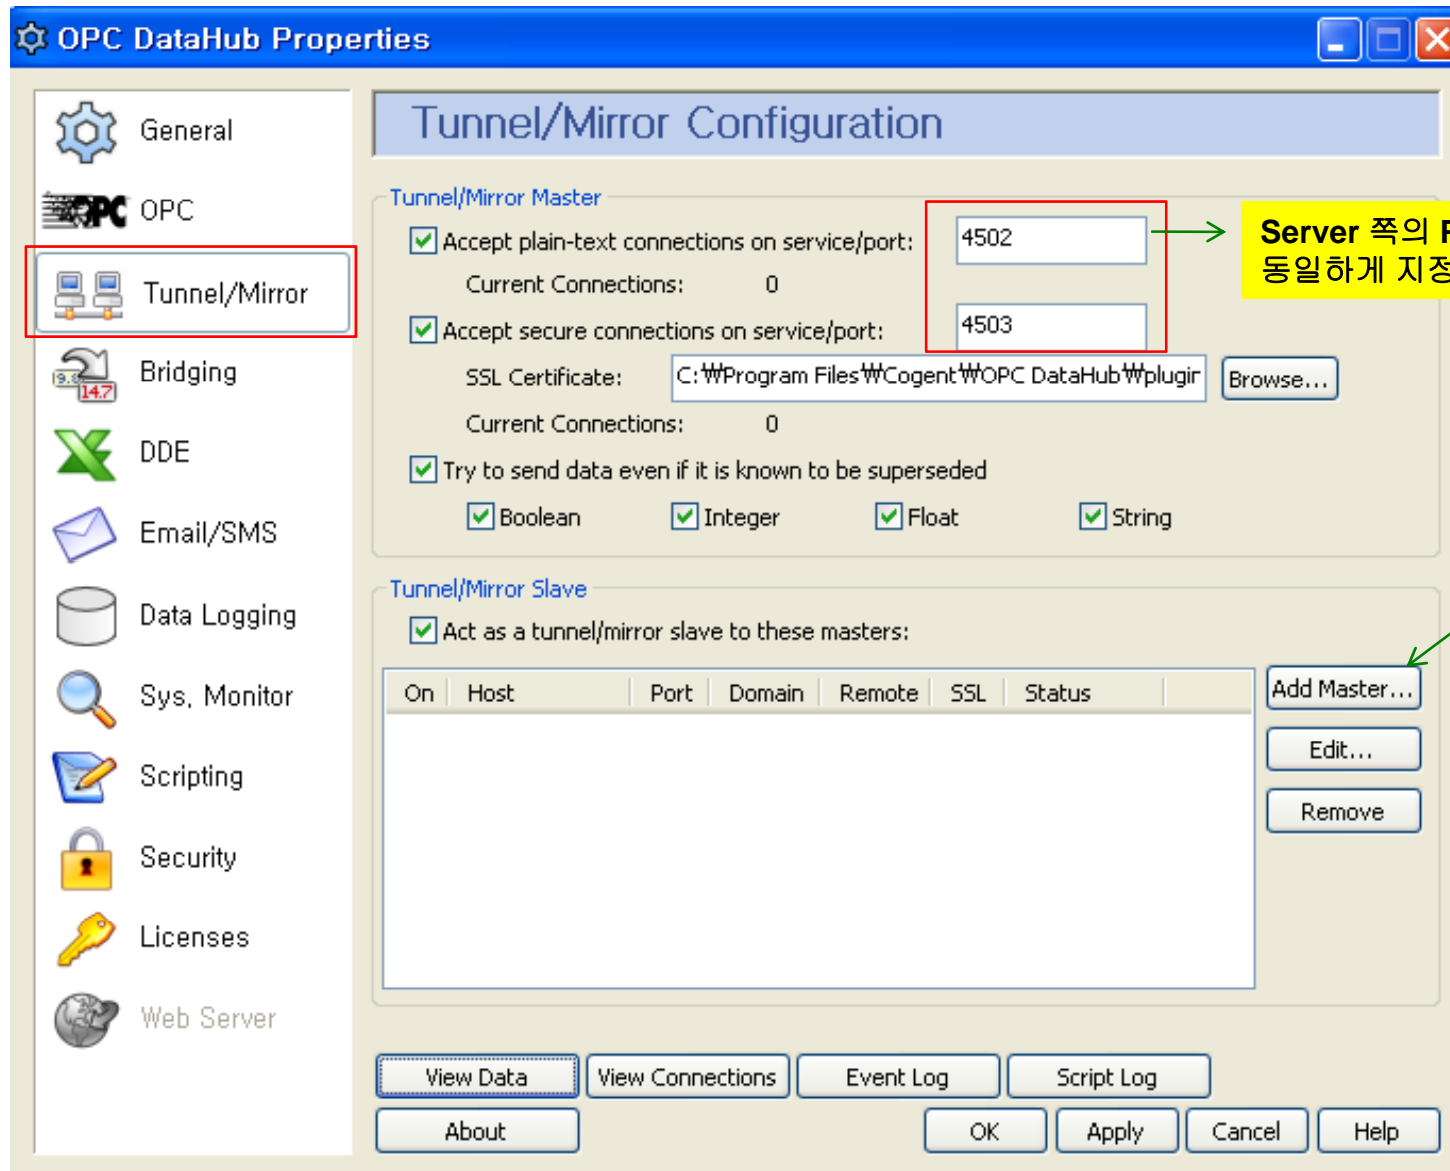 OPC DataHub Properties
General
OPC
Tunnel/Mirror
Bridging
DDE
Email/SMS
Data Logging
Sys. Monitor
Scripting
Security
Licenses
Web Server
Tunnel/Mirror Configuration
Tunnel/Mirror Master
Accept plain-text connections on service/port: 4502
Current Connections: 0
Accept secure connections on service/port: 4503
SSL Certificate: C:₩Program Files₩Cogent₩OPC DataHub₩plugin Browse...
Current Connections: 0
Try to send data even if it is known to be superseded
Boolean Integer Float String
Server 쪽의
동일하게 지정
Tunnel/Mirror Slave
Act as a tunnel/mirror slave to these masters:
On Host Port Domain Remote SSL Status
Add Master...
Edit...
Remove
View Data View Connections Event Log Script Log
About OK Apply Cancel Help